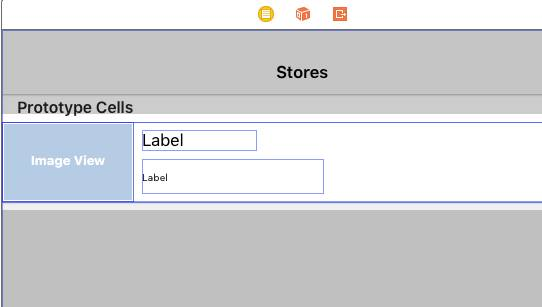 Stores
Prototype Cells
Image View
Label
Label